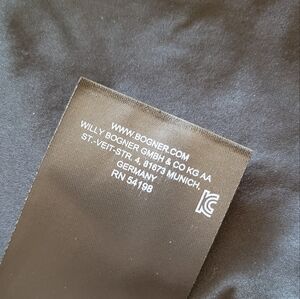 WWW.BOGNER.COM
WILLY BOGNER GMBH & CO KG AA
ST.-VEIT-STR. 4, 81673 MUNICH,
GERMANY
RN 54198